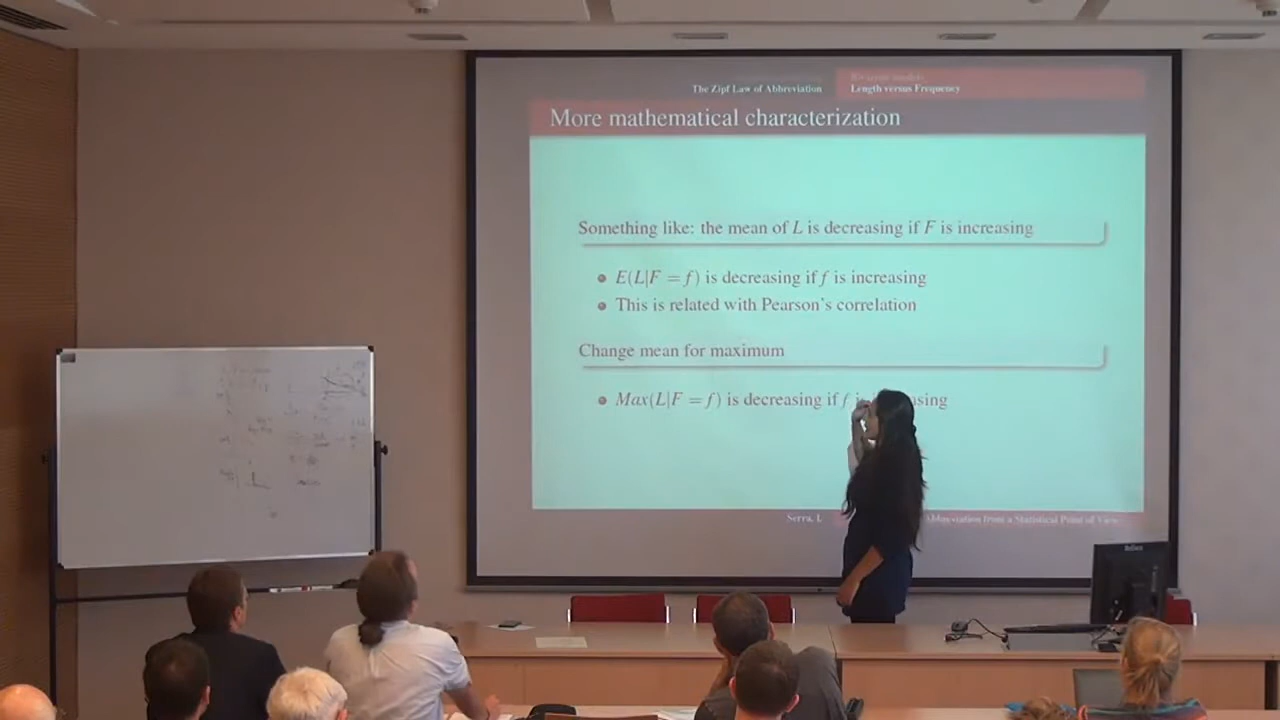 The Zipf Law of Abbreviation
Length versus Frequency
More mathematical characterization
Something like: the mean of L is decreasing if F is increasing
E(L|F = f) is decreasing if f is increasing
This is related with Pearson's correlation
Change mean for maximum
Max(L|F = f) is decreasing if f
Serra, L
Abbreviation from a Statistical Point of View